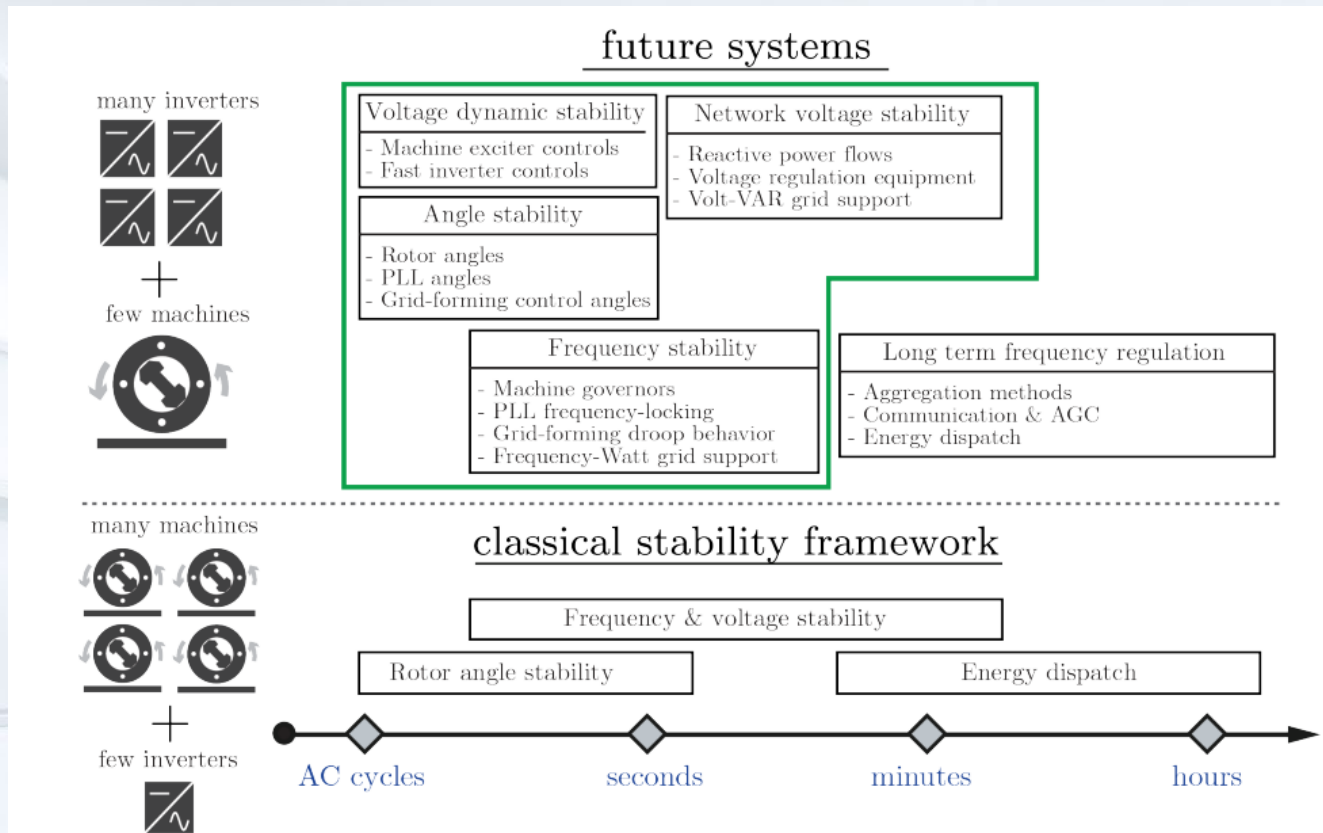 future systems
many inverters
few machines
Voltage dynamic stability
- Machine exciter controls
- Fast inverter controls
Network voltage stability
- Reactive power flows
- Voltage regulation equipment
- Volt-VAR grid support
Angle stability
- Rotor angles
- PLL angles
- Grid-forming control angles
Frequency stability
- Machine governors
- PLL frequency-locking
- Grid-forming droop behavior
- Frequency-Watt grid support
Long term frequency regulation
- Aggregation methods
- Communication & AGC
- Energy dispatch
many machines
few inverters
classical stability framework
Frequency & voltage stability
Rotor angle stability
Energy dispatch
AC cycles
seconds
minutes
hours